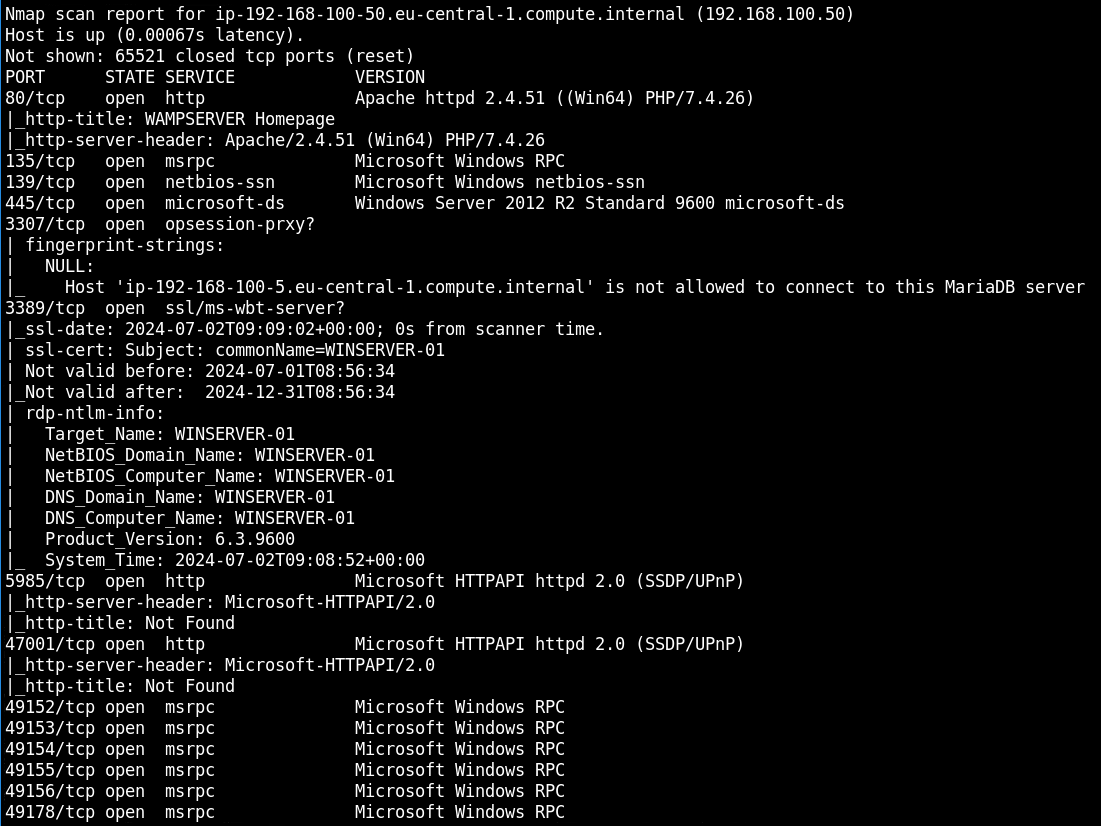 Nmap scan report for ip-192-168-100-50.eu-central-1.compute.internal (192.168.100.50)
Host is up (0.00067s latency).
Not shown: 65521 closed tcp ports (reset)
PORT      STATE SERVICE            VERSION
80/tcp    open  http               Apache httpd 2.4.51 ((Win64) PHP/7.4.26)
|_http-title: WAMPSERVER Homepage
|_http-server-header: Apache/2.4.51 (Win64) PHP/7.4.26
135/tcp   open  msrpc              Microsoft Windows RPC
139/tcp   open  netbios-ssn        Microsoft Windows netbios-ssn
445/tcp   open  microsoft-ds       Windows Server 2012 R2 Standard 9600 microsoft-ds
3307/tcp  open  opsession-prxy?
| fingerprint-strings:
|   NULL:
|_    Host 'ip-192-168-100-5.eu-central-1.compute.internal' is not allowed to connect to this MariaDB server
3389/tcp  open  ssl/ms-wbt-server?
|_ssl-date: 2024-07-02T09:09:02+00:00; 0s from scanner time.
| ssl-cert: Subject: commonName=WINSERVER-01
| Not valid before: 2024-07-01T08:56:34
|_Not valid after:  2024-12-31T08:56:34
| rdp-ntlm-info:
|   Target_Name: WINSERVER-01
|   NetBIOS_Domain_Name: WINSERVER-01
|   NetBIOS_Computer_Name: WINSERVER-01
|   DNS_Domain_Name: WINSERVER-01
|   DNS_Computer_Name: WINSERVER-01
|   Product_Version: 6.3.9600
|_  System_Time: 2024-07-02T09:08:52+00:00
5985/tcp  open  http               Microsoft HTTPAPI httpd 2.0 (SSDP/UPnP)
|_http-server-header: Microsoft-HTTPAPI/2.0
|_http-title: Not Found
47001/tcp open  http               Microsoft HTTPAPI httpd 2.0 (SSDP/UPnP)
|_http-server-header: Microsoft-HTTPAPI/2.0
|_http-title: Not Found
49152/tcp open  msrpc              Microsoft Windows RPC
49153/tcp open  msrpc              Microsoft Windows RPC
49154/tcp open  msrpc              Microsoft Windows RPC
49155/tcp open  msrpc              Microsoft Windows RPC
49156/tcp open  msrpc              Microsoft Windows RPC
49178/tcp open  msrpc              Microsoft Windows RPC